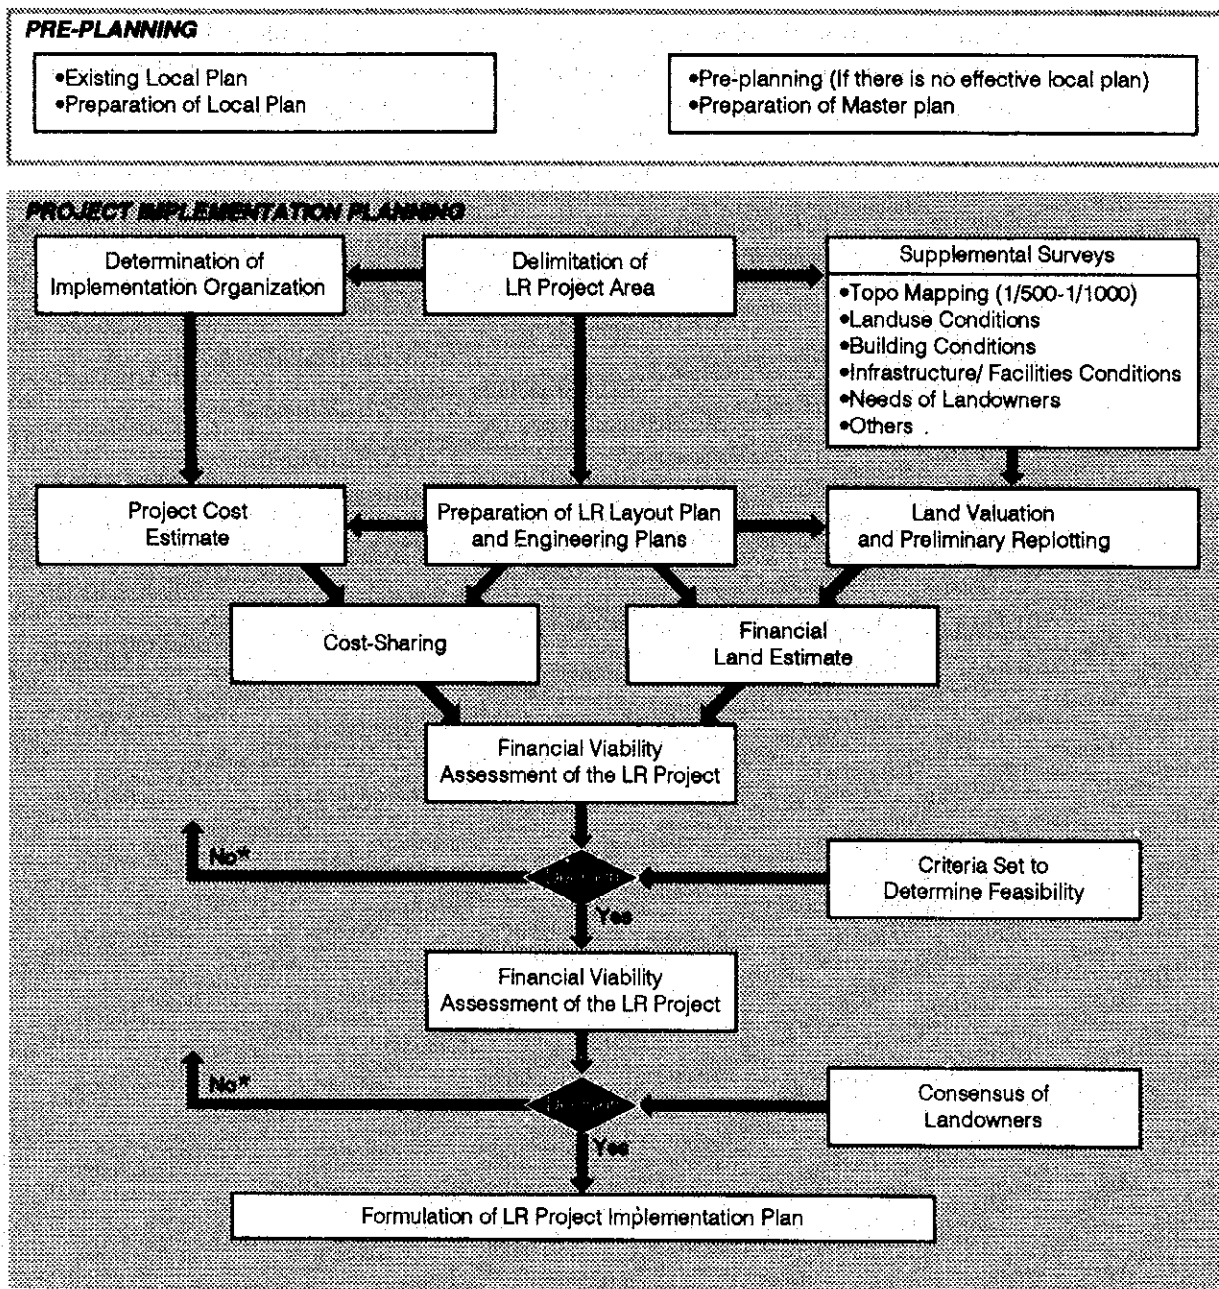 PRE-PLANNING
•Existing Local Plan
•Preparation of Local Plan
•Pre-planning (If there is no effective local plan)
•Preparation of Master plan
PROJECT IMPLEMENTATION PLANNING
Determination of
Implementation Organization
Delimitation of
LR Project Area
Supplemental Surveys
•Topo Mapping (1/500-1/1000)
•Landuse Conditions
•Building Conditions
•Infrastructure/ Facilities Conditions
•Needs of Landowners
•Others
Project Cost
Estimate
Preparation of LR Layout Plan
and Engineering Plans
Land Valuation
and Preliminary Replotting
Cost-Sharing
Financial
Land Estimate
Financial Viability
Assessment of the LR Project
No*
Criteria Set to
Determine Feasibility
Yes
Financial Viability
Assessment of the LR Project
No*
Consensus of
Landowners
Yes
Formulation of LR Project Implementation Plan